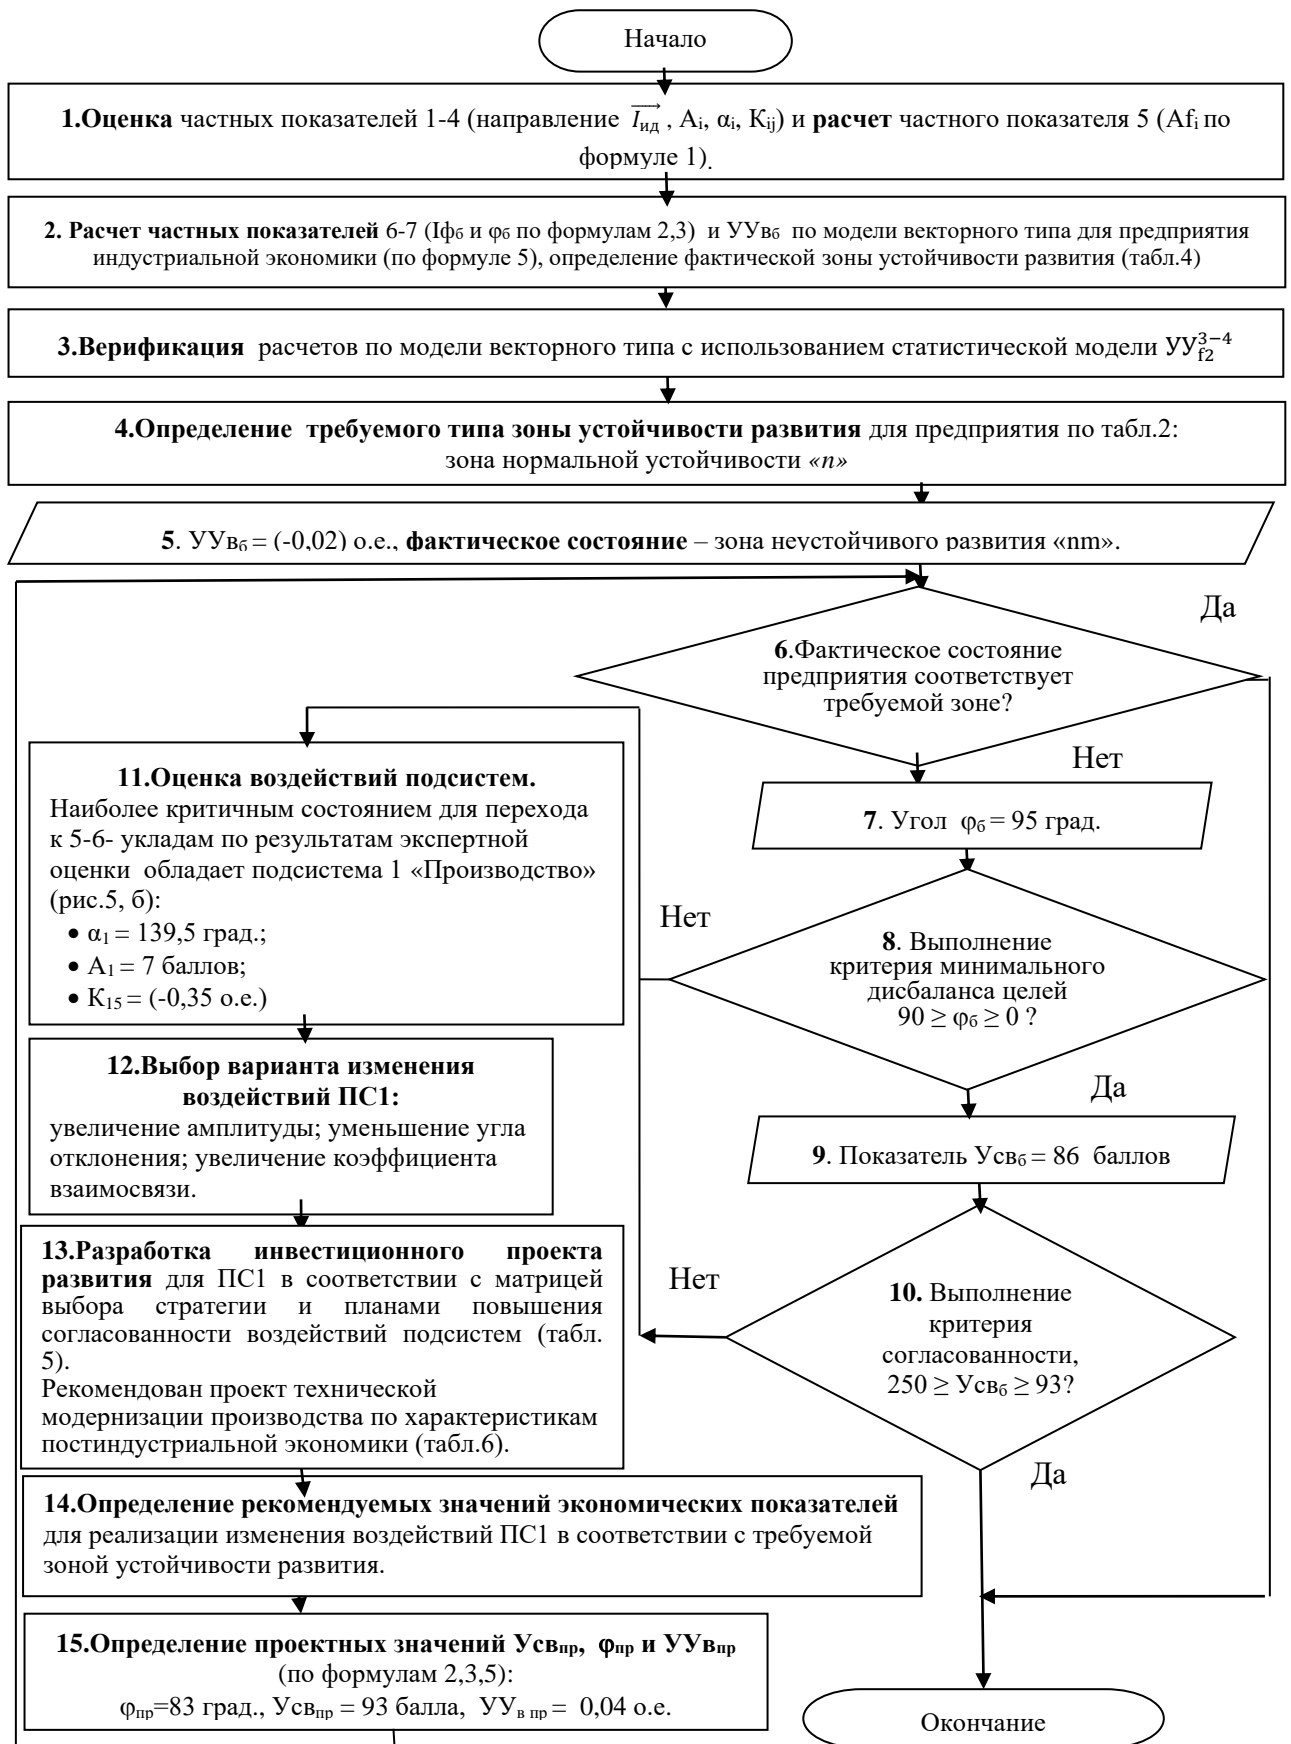 Начало
1.Оценка частных показателей 1-4 (направление I⃗ид , Аi, αi, Кij) и расчет частного показателя 5 (Afi по
формуле 1).
2. Расчет частных показателей 6-7 (Iфб и φб по формулам 2,3) и УУвб по модели векторного типа для предприятия
индустриальной экономики (по формуле 5), определение фактической зоны устойчивости развития (табл.4)
3.Верификация расчетов по модели векторного типа с использованием статистической модели УУf2^3−4
4.Определение требуемого типа зоны устойчивости развития для предприятия по табл.2:
зона нормальной устойчивости «n»
5. УУвб = (-0,02) о.е., фактическое состояние – зона неустойчивого развития «nm».
Да
6.Фактическое состояние
предприятия соответствует
требуемой зоне?
Нет
7. Угол φб = 95 град.
Нет
8. Выполнение
критерия минимального
дисбаланса целей
90 ≥ φб ≥ 0 ?
Да
9. Показатель Усвб = 86 баллов
Нет
10. Выполнение
критерия
согласованности,
250 ≥ Усвб ≥ 93?
Да
11.Оценка воздействий подсистем.
Наиболее критичным состоянием для перехода
к 5-6- укладам по результатам экспертной
оценки обладает подсистема 1 «Производство»
(рис.5, б):
• α1 = 139,5 град.;
• А1 = 7 баллов;
• К15 = (-0,35 о.е.)
12.Выбор варианта изменения
воздействий ПС1:
увеличение амплитуды; уменьшение угла
отклонения; увеличение коэффициента
взаимосвязи.
13.Разработка инвестиционного проекта
развития для ПС1 в соответствии с матрицей
выбора стратегии и планами повышения
согласованности воздействий подсистем (табл.
5).
Рекомендован проект технической
модернизации производства по характеристикам
постиндустриальной экономики (табл.6).
14.Определение рекомендуемых значений экономических показателей
для реализации изменения воздействий ПС1 в соответствии с требуемой
зоной устойчивости развития.
15.Определение проектных значений Усвпр, φпр и УУвпр
(по формулам 2,3,5):
φпр=83 град., Усвпр = 93 балла, УУв пр = 0,04 о.е.
Окончание